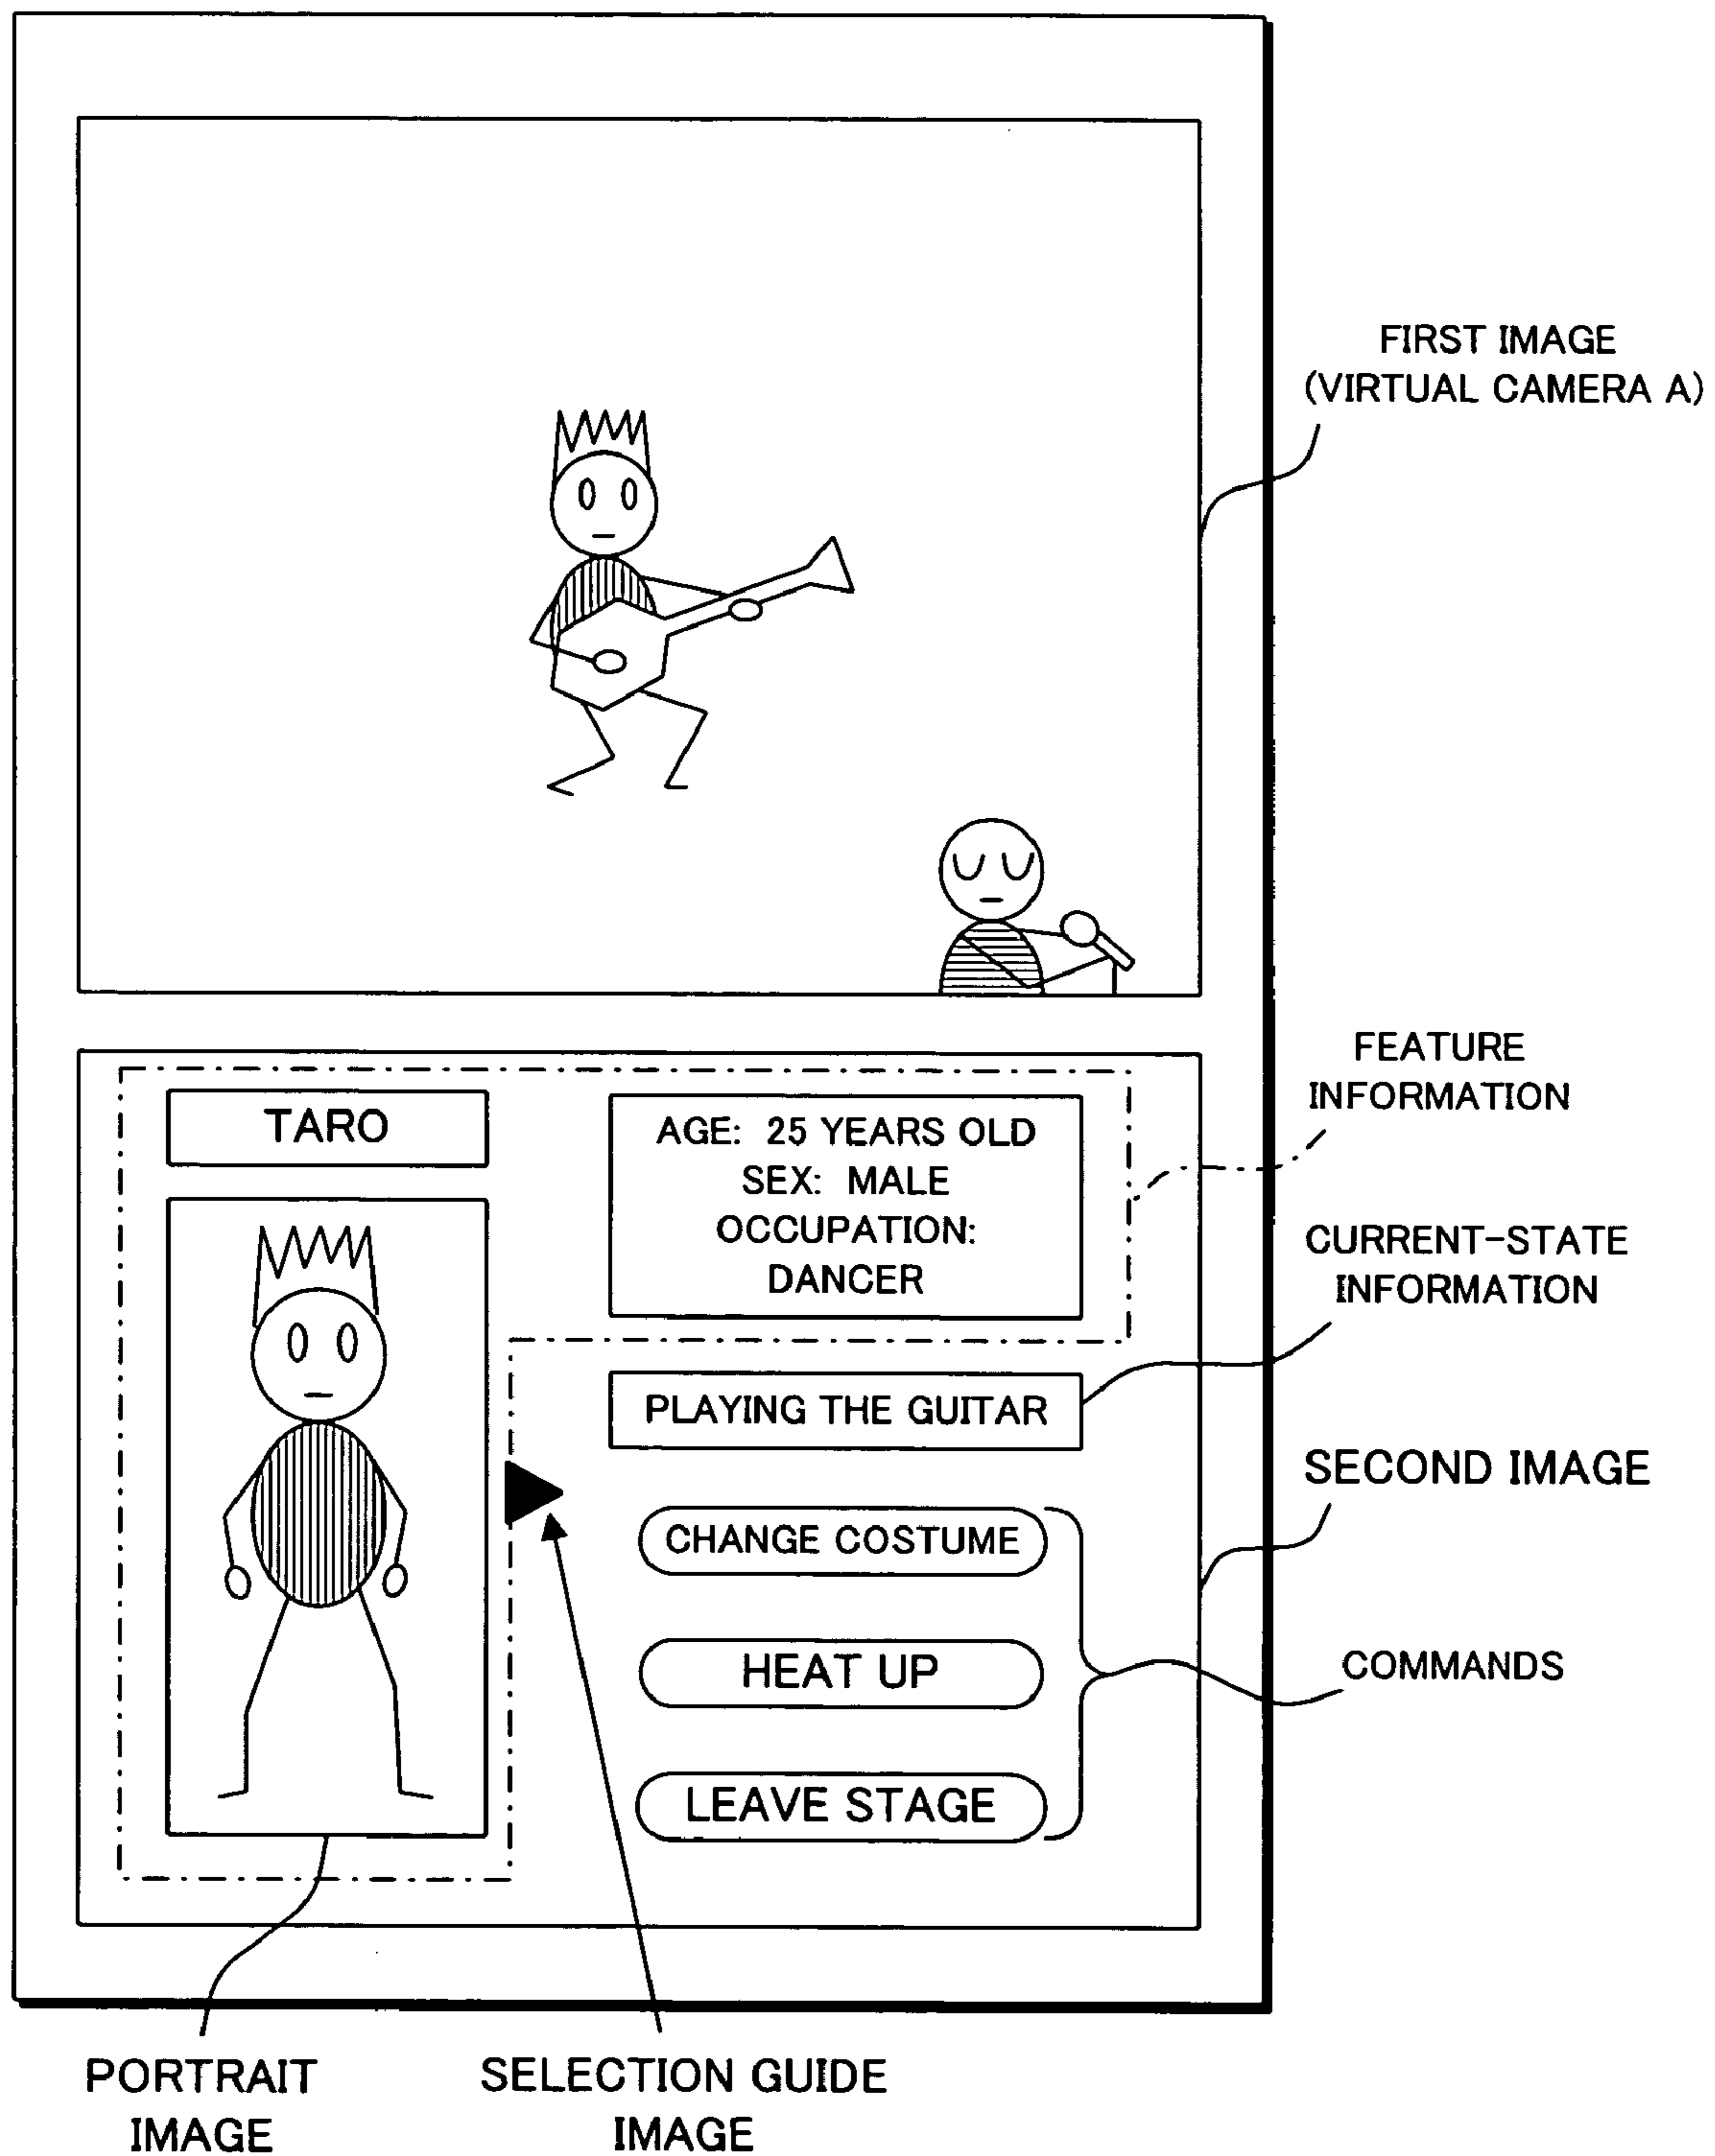 FIRST IMAGE
(VIRTUAL CAMERA A)
FEATURE
INFORMATION
TARO
AGE: 25 YEARS OLD
SEX: MALE
OCCUPATION:
DANCER
CURRENT-STATE
INFORMATION
PLAYING THE GUITAR
SECOND IMAGE
CHANGE COSTUME
HEAT UP
COMMANDS
LEAVE STAGE
PORTRAIT
IMAGE
SELECTION GUIDE
IMAGE